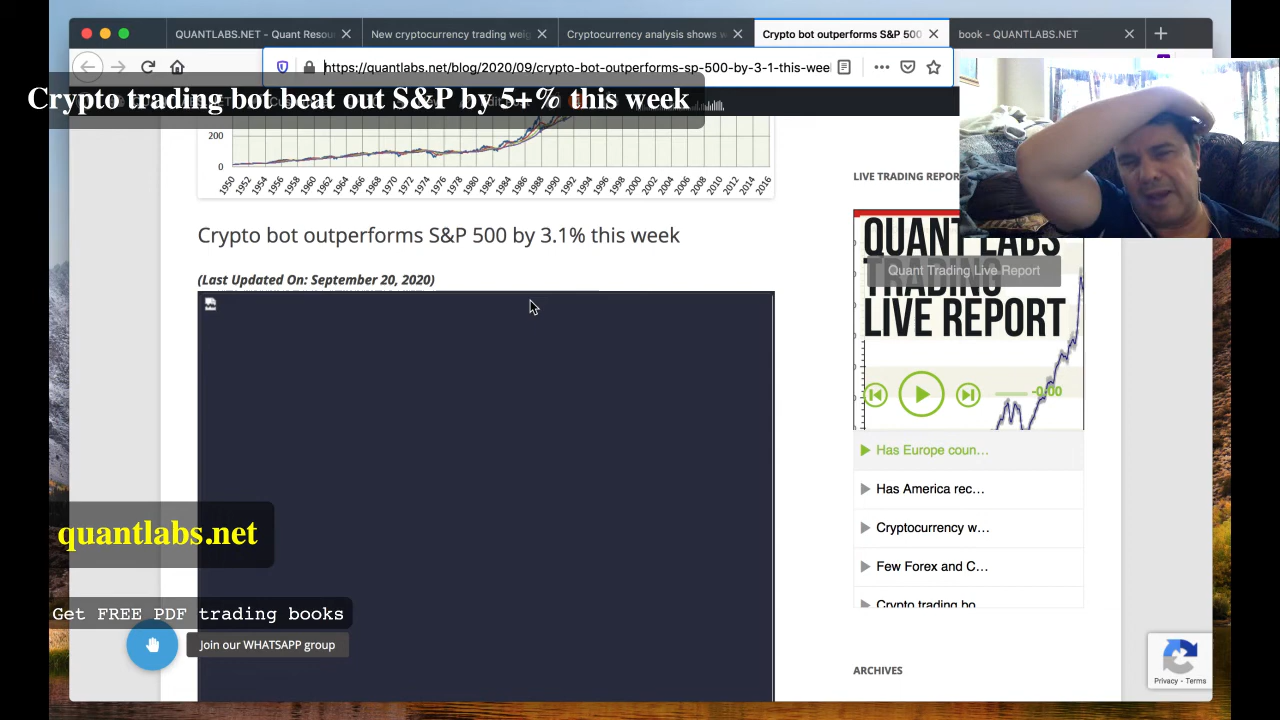 QUANTLABS.NET - Quant Resou
New cryptocurrency trading weig
Cryptocurrency analysis shows w
Crypto bot outperforms S&P 500
book - QUANTLABS.NET
https://quantlabs.net/blog/2020/09/crypto-bot-outperforms-sp-500-by-3-1-this-wee
Crypto trading bot beat out S&P by 5+% this week
200
0
1950 1952 1954 1956 1958 1960 1962 1964 1966 1968 1970 1972 1974 1976 1978 1980 1982 1984 1986 1988 1990 1992 1994 1996 1998 2000 2002 2004 2006 2008 2010 2012 2014 2016
LIVE TRADING REPOR
Crypto bot outperforms S&P 500 by 3.1% this week
(Last Updated On: September 20, 2020)
QUANT LABS
TRADING
LIVE REPORT
Quant Trading Live Report
-0:00
Has Europe coun…
Has America rec…
Cryptocurrency w…
Few Forex and C…
Crypto trading bo
quantlabs.net
Get FREE PDF trading books
Join our WHATSAPP group
ARCHIVES
Privacy - Terms